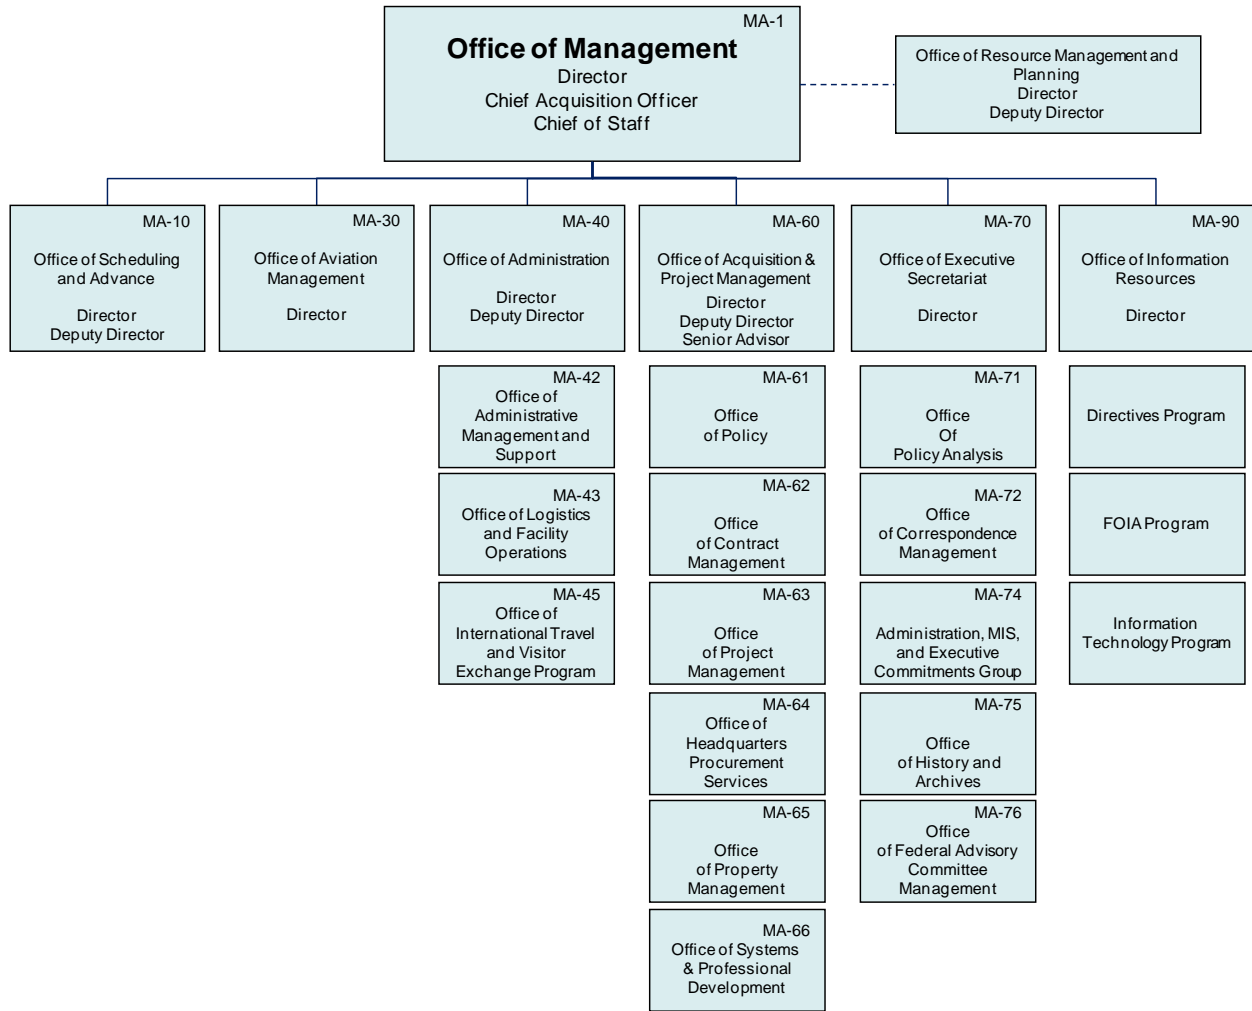 MA-1
Office of Management
Director
Chief Acquisition Officer
Chief of Staff
Office of Resource Management and
Planning
Director
Deputy Director
MA-10
Office of Scheduling
and Advance
Director
Deputy Director
MA-30
Office of Aviation
Management
Director
MA-40
Office of Administration
Director
Deputy Director
MA-60
Office of Acquisition &
Project Management
Director
Deputy Director
Senior Advisor
MA-70
Office of Executive
Secretariat
Director
MA-90
Office of Information
Resources
Director
MA-42
Office of
Administrative
Management and
Support
MA-43
Office of Logistics
and Facility
Operations
MA-45
Office of
International Travel
and Visitor
Exchange Program
MA-61
Office
of Policy
MA-62
Office
of Contract
Management
MA-63
Office
of Project
Management
MA-64
Office of
Headquarters
Procurement
Services
MA-65
Office
of Property
Management
MA-66
Office of Systems
& Professional
Development
MA-71
Office
Of
Policy Analysis
MA-72
Office
of Correspondence
Management
MA-74
Administration, MIS,
and Executive
Commitments Group
MA-75
Office
of History and
Archives
MA-76
Office
of Federal Advisory
Committee
Management
Directives Program
FOIA Program
Information
Technology Program